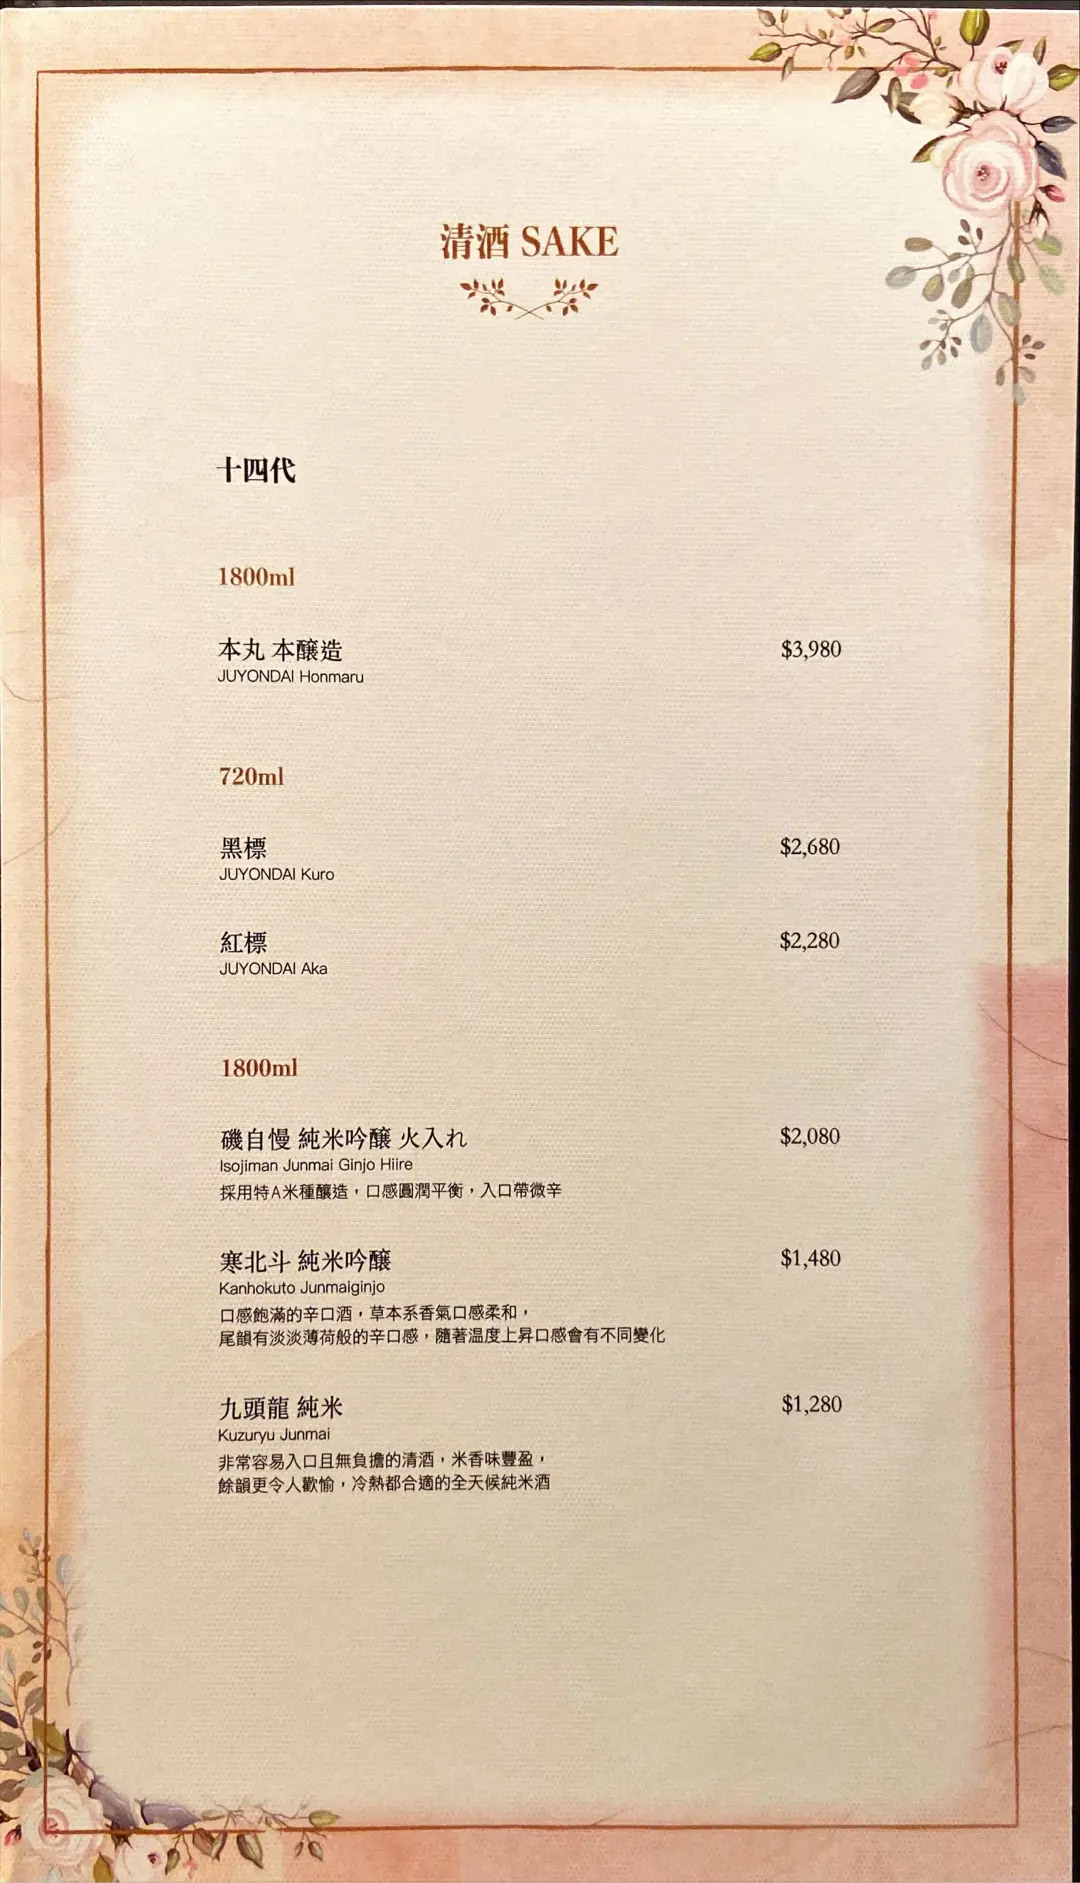 清酒 SAKE
十四代
1800ml
本丸 本醸造 $3,980
JUYONDAI Honmaru
720ml
黑標 $2,680
JUYONDAI Kuro
紅標 $2,280
JUYONDAI Aka
1800ml
磯自慢 純米吟醸 火入れ $2,080
Isojiman Junmai Ginjo Hiire
採用特A米種釀造，口感圓潤平衡，入口帶微辛
寒北斗 純米吟醸 $1,480
Kanhokuto Junmaiginjo
口感飽滿的辛口酒，草本系香氣口感柔和，
尾韻有淡淡薄荷般的辛口感，隨著温度上昇口感會有不同變化
九頭龍 純米 $1,280
Kuzuryu Junmai
非常容易入口且無負擔的清酒，米香味豐盈，
餘韻更令人歡愉，冷熱都合適的全天候純米酒